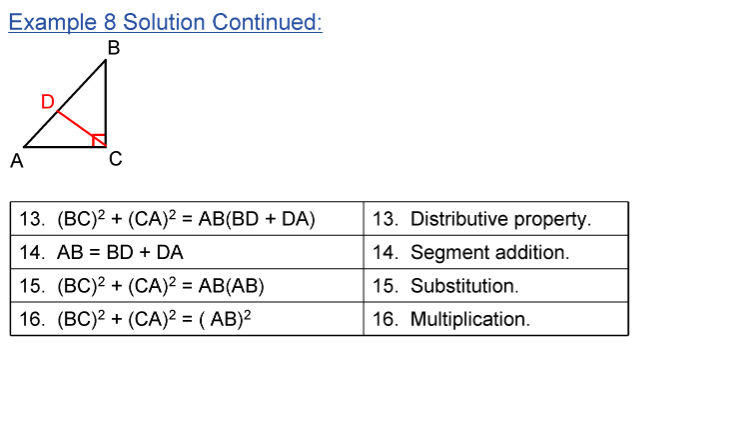 Example 8 Solution Continued:
B
D
A
C
13. (BC)² + (CA)² = AB(BD + DA) 13. Distributive property.
14. AB = BD + DA 14. Segment addition.
15. (BC)² + (CA)² = AB(AB) 15. Substitution.
16. (BC)² + (CA)² = ( AB)² 16. Multiplication.